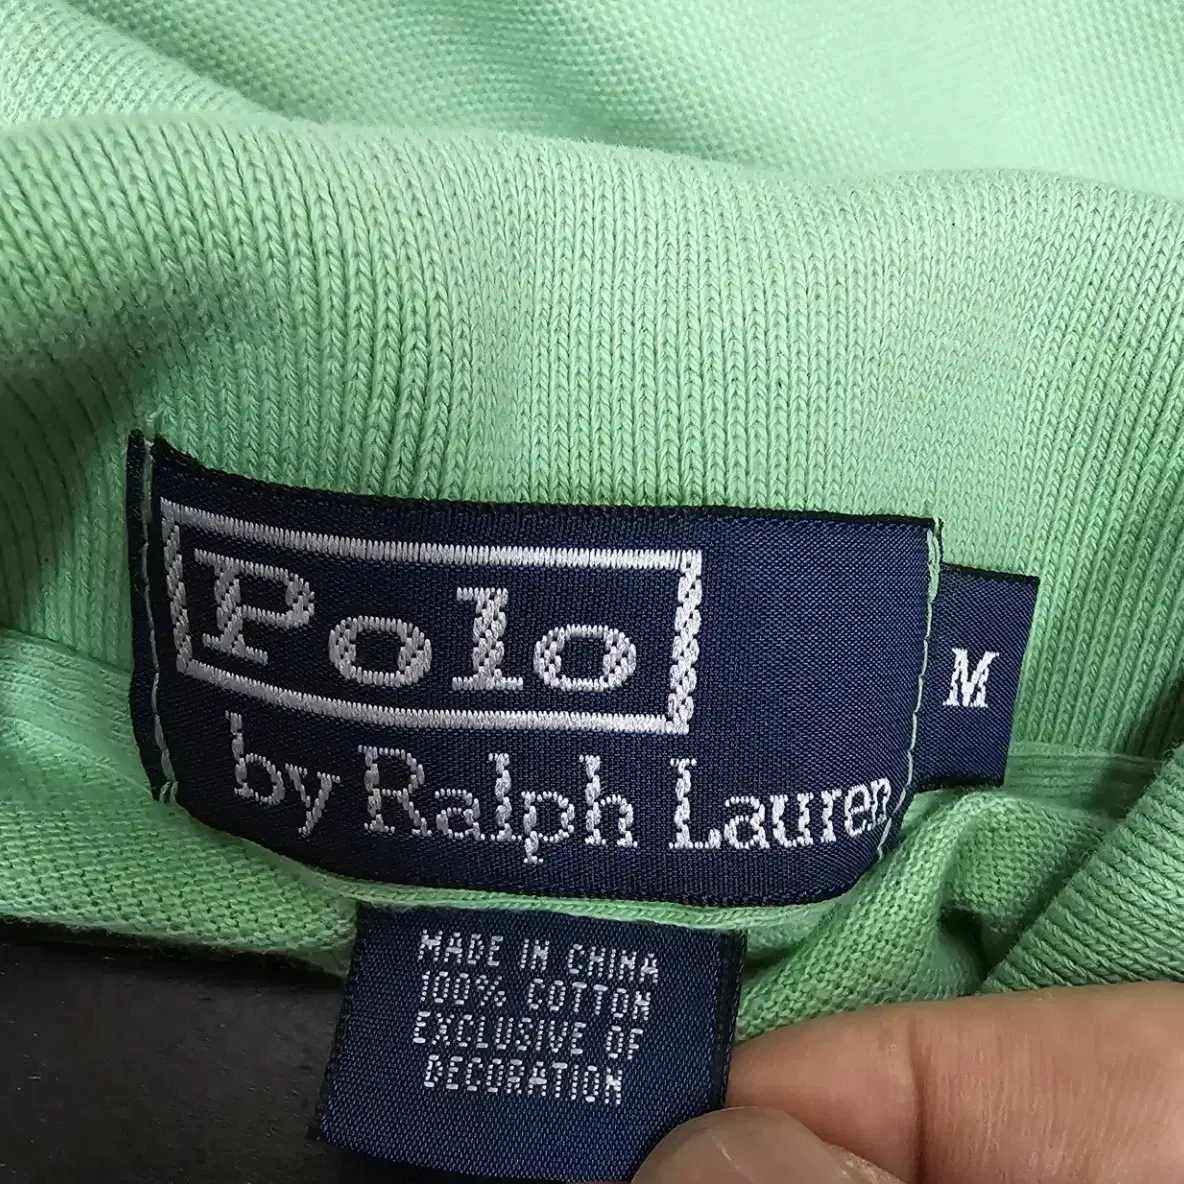 Polo
by Ralph Lauren
M
MADE IN CHINA
100% COTTON
EXCLUSIVE OF
DECORATION